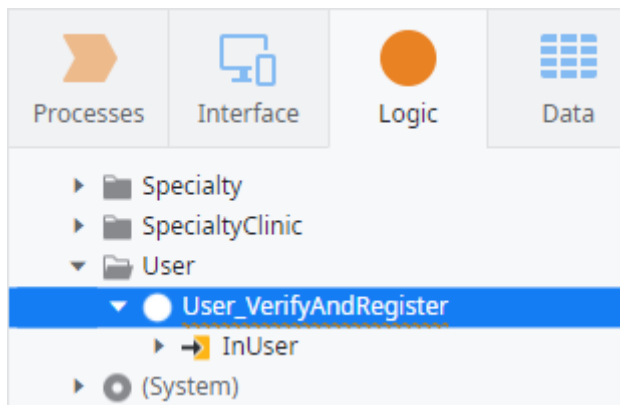 Processes Interface Logic Data
Specialty
SpecialtyClinic
User
User_VerifyAndRegister
InUser
(System)